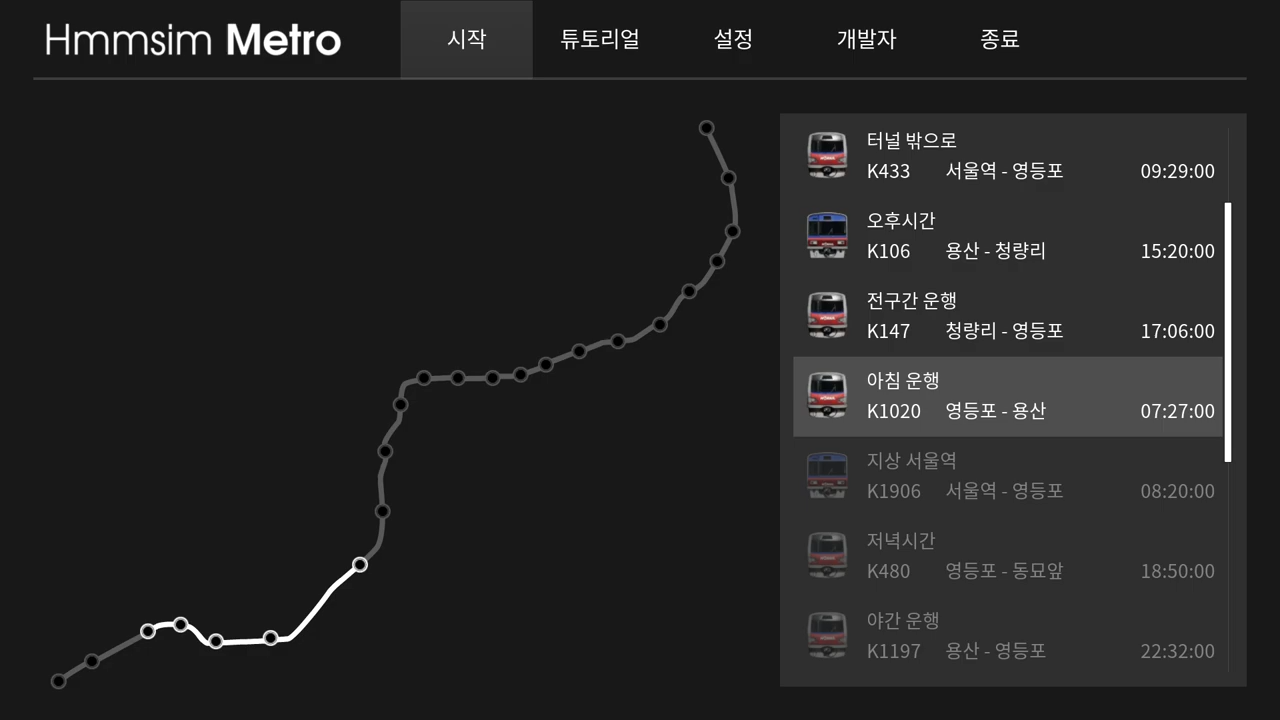 Hmmsim Metro
시작 튜토리얼 설정 개발자 종료
터널 밖으로
K433 서울역 - 영등포 09:29:00
오후시간
K106 용산 - 청량리 15:20:00
전구간 운행
K147 청량리 - 영등포 17:06:00
아침 운행
K1020 영등포 - 용산 07:27:00
지상 서울역
K1906 서울역 - 영등포 08:20:00
저녁시간
K480 영등포 - 동묘앞 18:50:00
야간 운행
K1197 용산 - 영등포 22:32:00